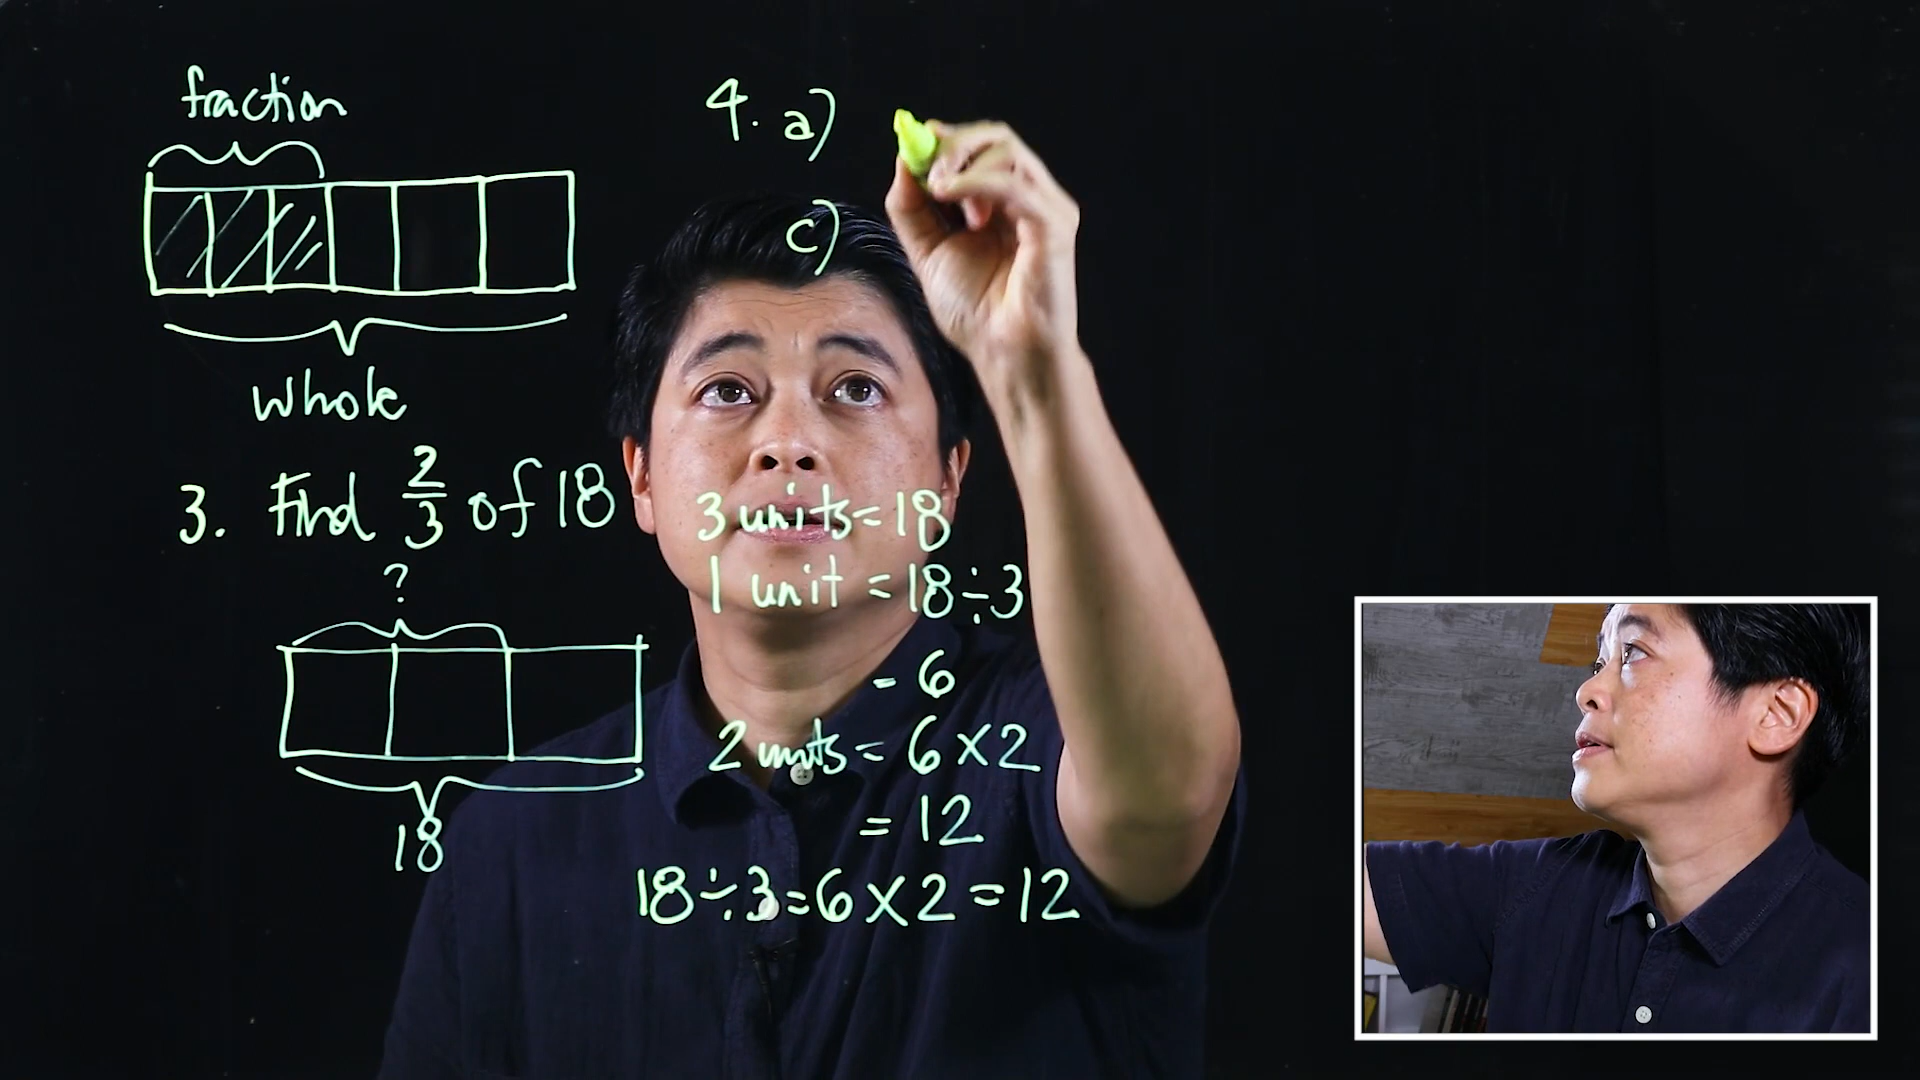 fraction
whole
3. Find 2/3 of 18
?
18
4. a)
c)
3 units = 18
1 unit = 18 ÷ 3
= 6
2 units = 6 × 2
= 12
18 ÷ 3 = 6 × 2 = 12